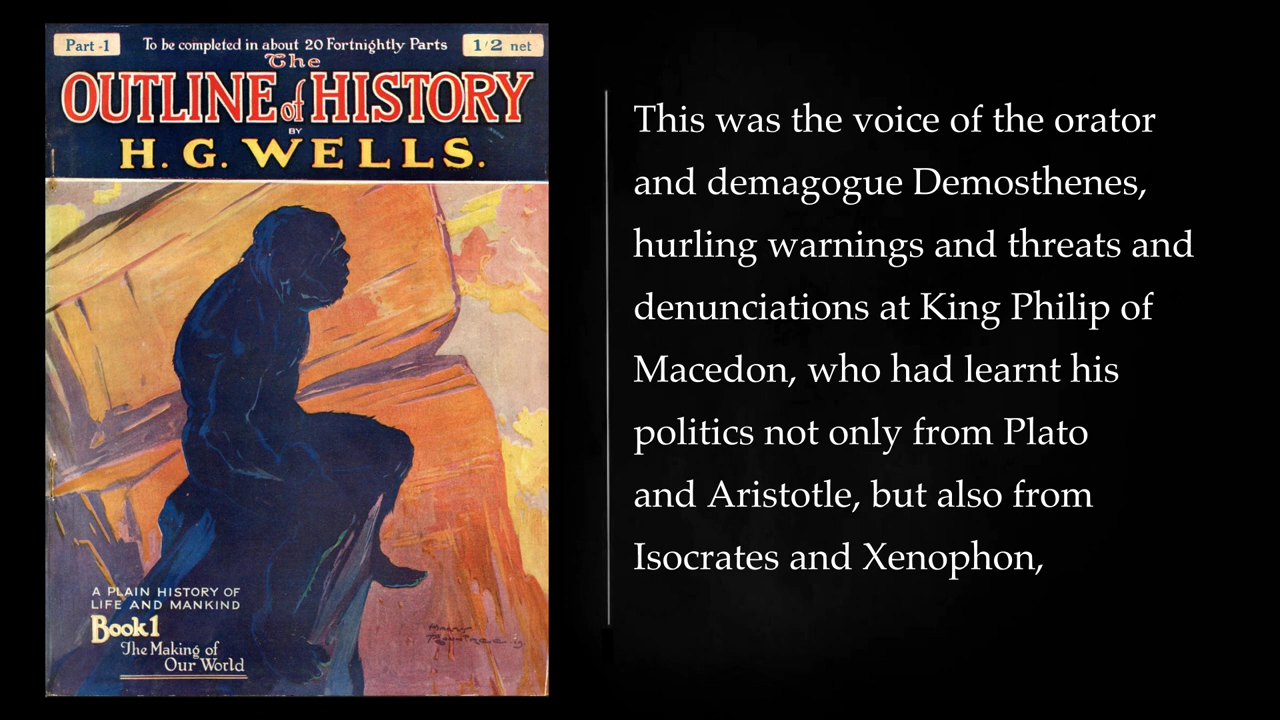 Part -1
To be completed in about 20 Fortnightly Parts
1/2 net
The
OUTLINE of HISTORY
BY
H. G. WELLS.
A PLAIN HISTORY OF
LIFE AND MANKIND
Book 1
The Making of
Our World
This was the voice of the orator
and demagogue Demosthenes,
hurling warnings and threats and
denunciations at King Philip of
Macedon, who had learnt his
politics not only from Plato
and Aristotle, but also from
Isocrates and Xenophon,